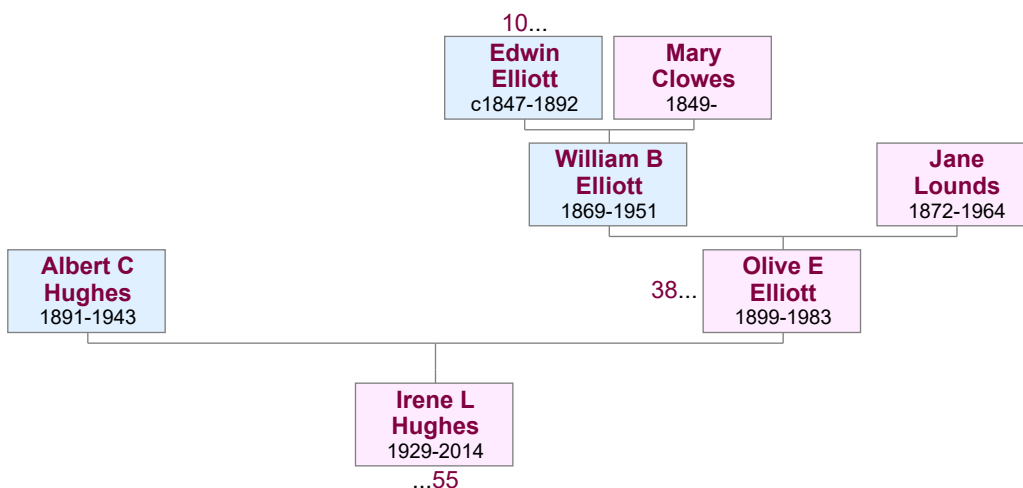 10...
Edwin
Elliott
c1847-1892
Mary
Clowes
1849-
William B
Elliott
1869-1951
Jane
Lounds
1872-1964
Albert C
Hughes
1891-1943
38...
Olive E
Elliott
1899-1983
Irene L
Hughes
1929-2014
...55